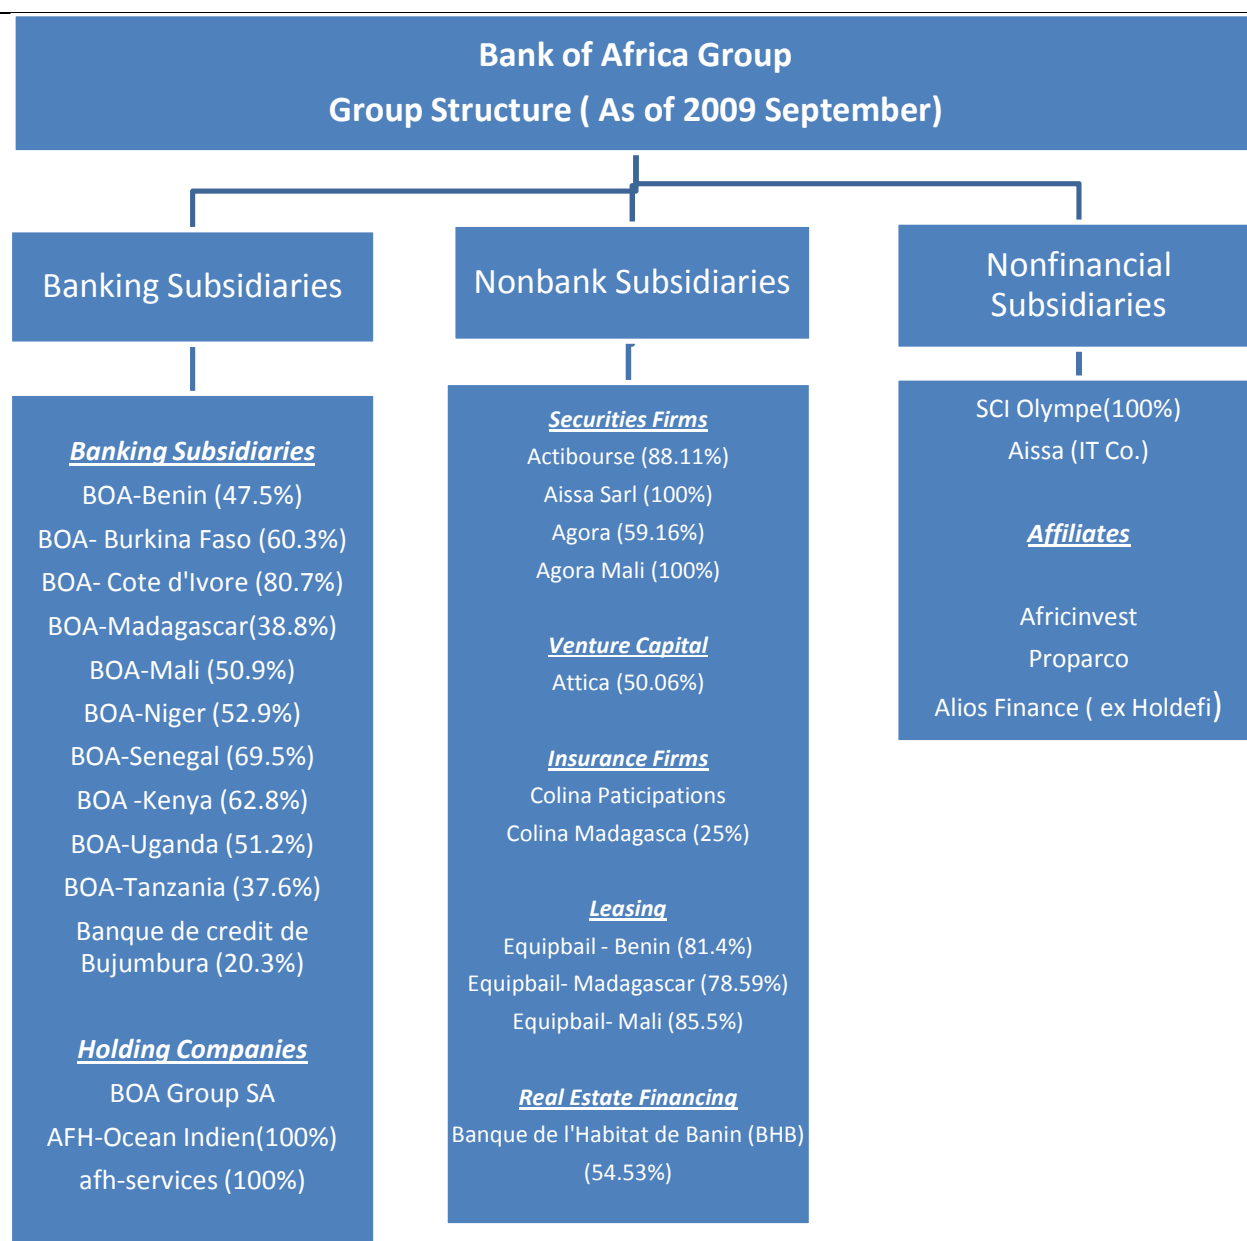 Bank of Africa Group
Group Structure ( As of 2009 September)
Banking Subsidiaries
Banking Subsidiaries
BOA-Benin (47.5%)
BOA- Burkina Faso (60.3%)
BOA- Cote d'Ivore (80.7%)
BOA-Madagascar(38.8%)
BOA-Mali (50.9%)
BOA-Niger (52.9%)
BOA-Senegal (69.5%)
BOA -Kenya (62.8%)
BOA-Uganda (51.2%)
BOA-Tanzania (37.6%)
Banque de credit de
Bujumbura (20.3%)
Holding Companies
BOA Group SA
AFH-Ocean Indien(100%)
afh-services (100%)
Nonbank Subsidiaries
Securities Firms
Actibourse (88.11%)
Aissa Sarl (100%)
Agora (59.16%)
Agora Mali (100%)
Venture Capital
Attica (50.06%)
Insurance Firms
Colina Paticipations
Colina Madagasca (25%)
Leasing
Equipbail - Benin (81.4%)
Equipbail- Madagascar (78.59%)
Equipbail- Mali (85.5%)
Real Estate Financing
Banque de l'Habitat de Banin (BHB)
(54.53%)
Nonfinancial
Subsidiaries
SCI Olympe(100%)
Aissa (IT Co.)
Affiliates
Africinvest
Proparco
Alios Finance ( ex Holdefi)